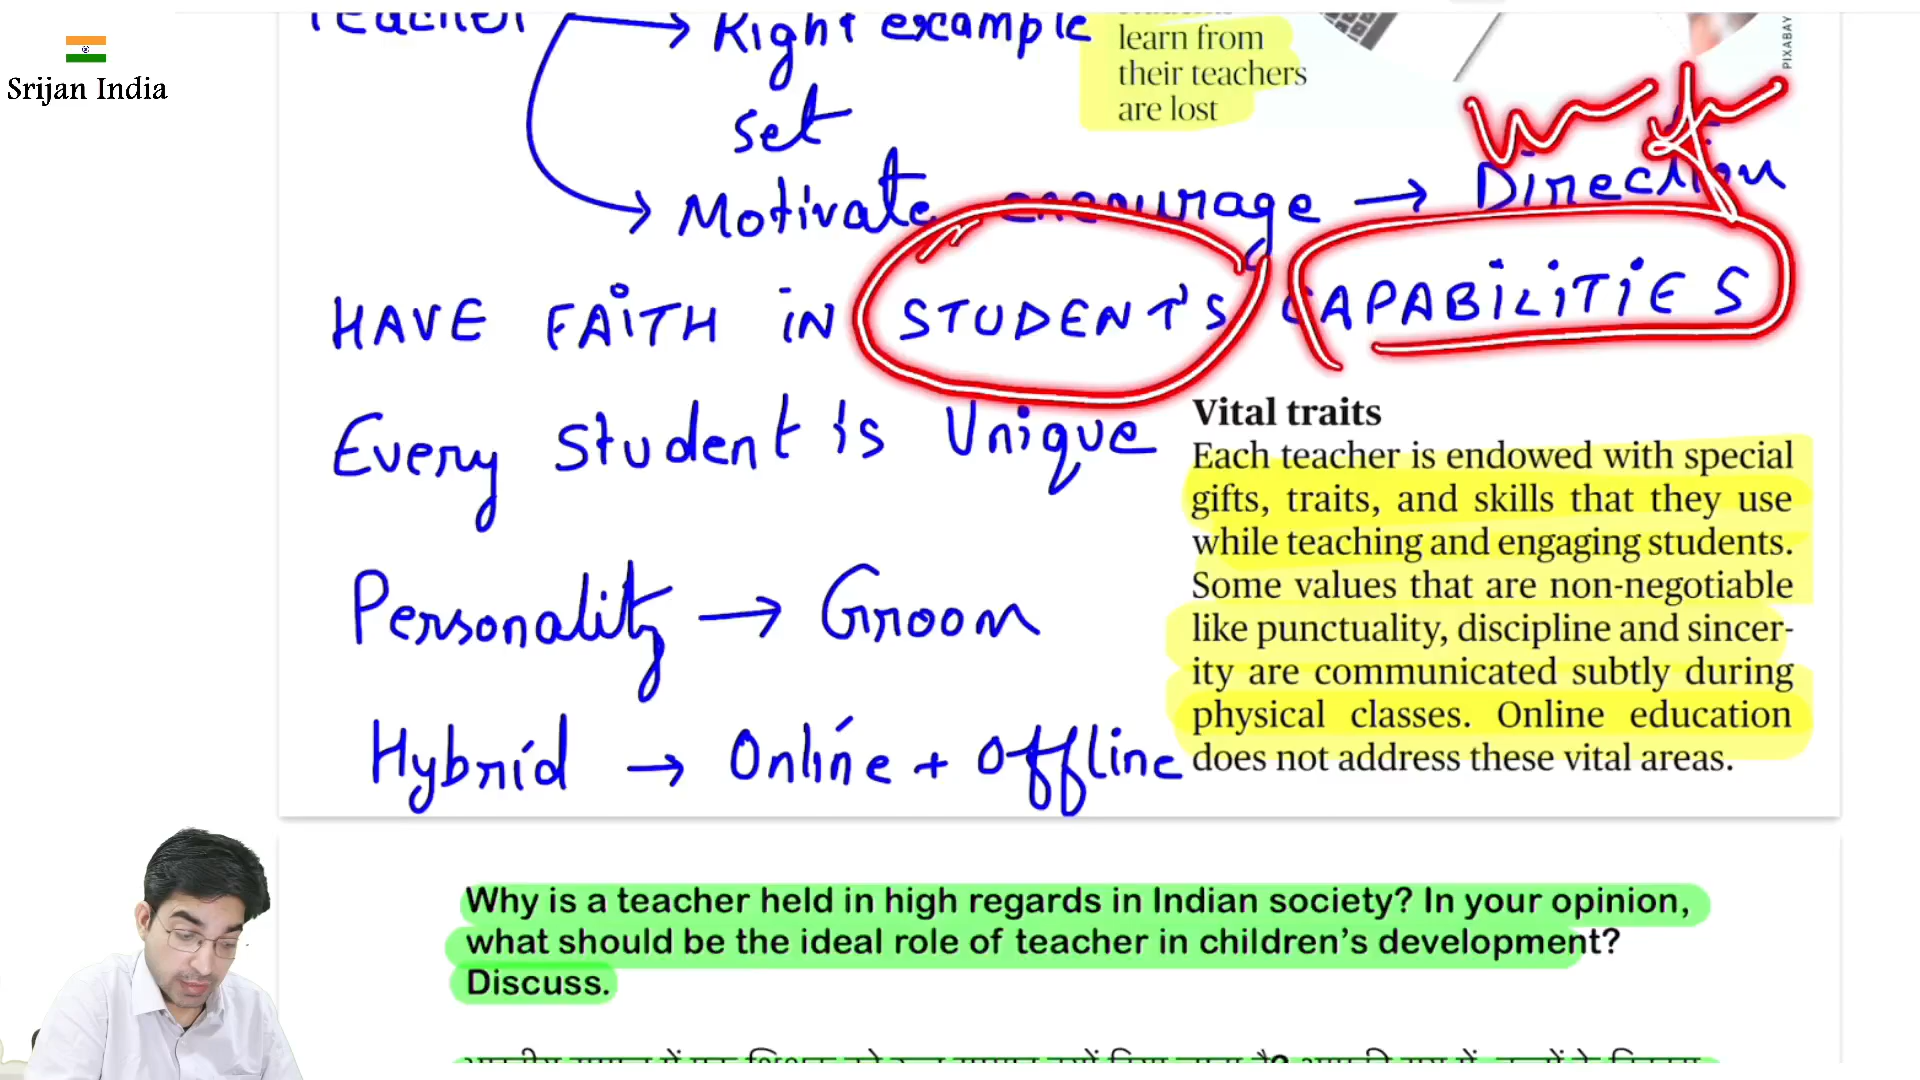 Srijan India
Teacher → Right example
set
→ Motivate encourage → Direction
HAVE FAITH IN STUDENT'S CAPABILITIES
Every student is Unique
Personality → Groom
Hybrid → Online + Offline
learn from
their teachers
are lost
PIXABAY
Vital traits
Each teacher is endowed with special
gifts, traits, and skills that they use
while teaching and engaging students.
Some values that are non-negotiable
like punctuality, discipline and sincer-
ity are communicated subtly during
physical classes. Online education
does not address these vital areas.
Why is a teacher held in high regards in Indian society? In your opinion,
what should be the ideal role of teacher in children's development?
Discuss.